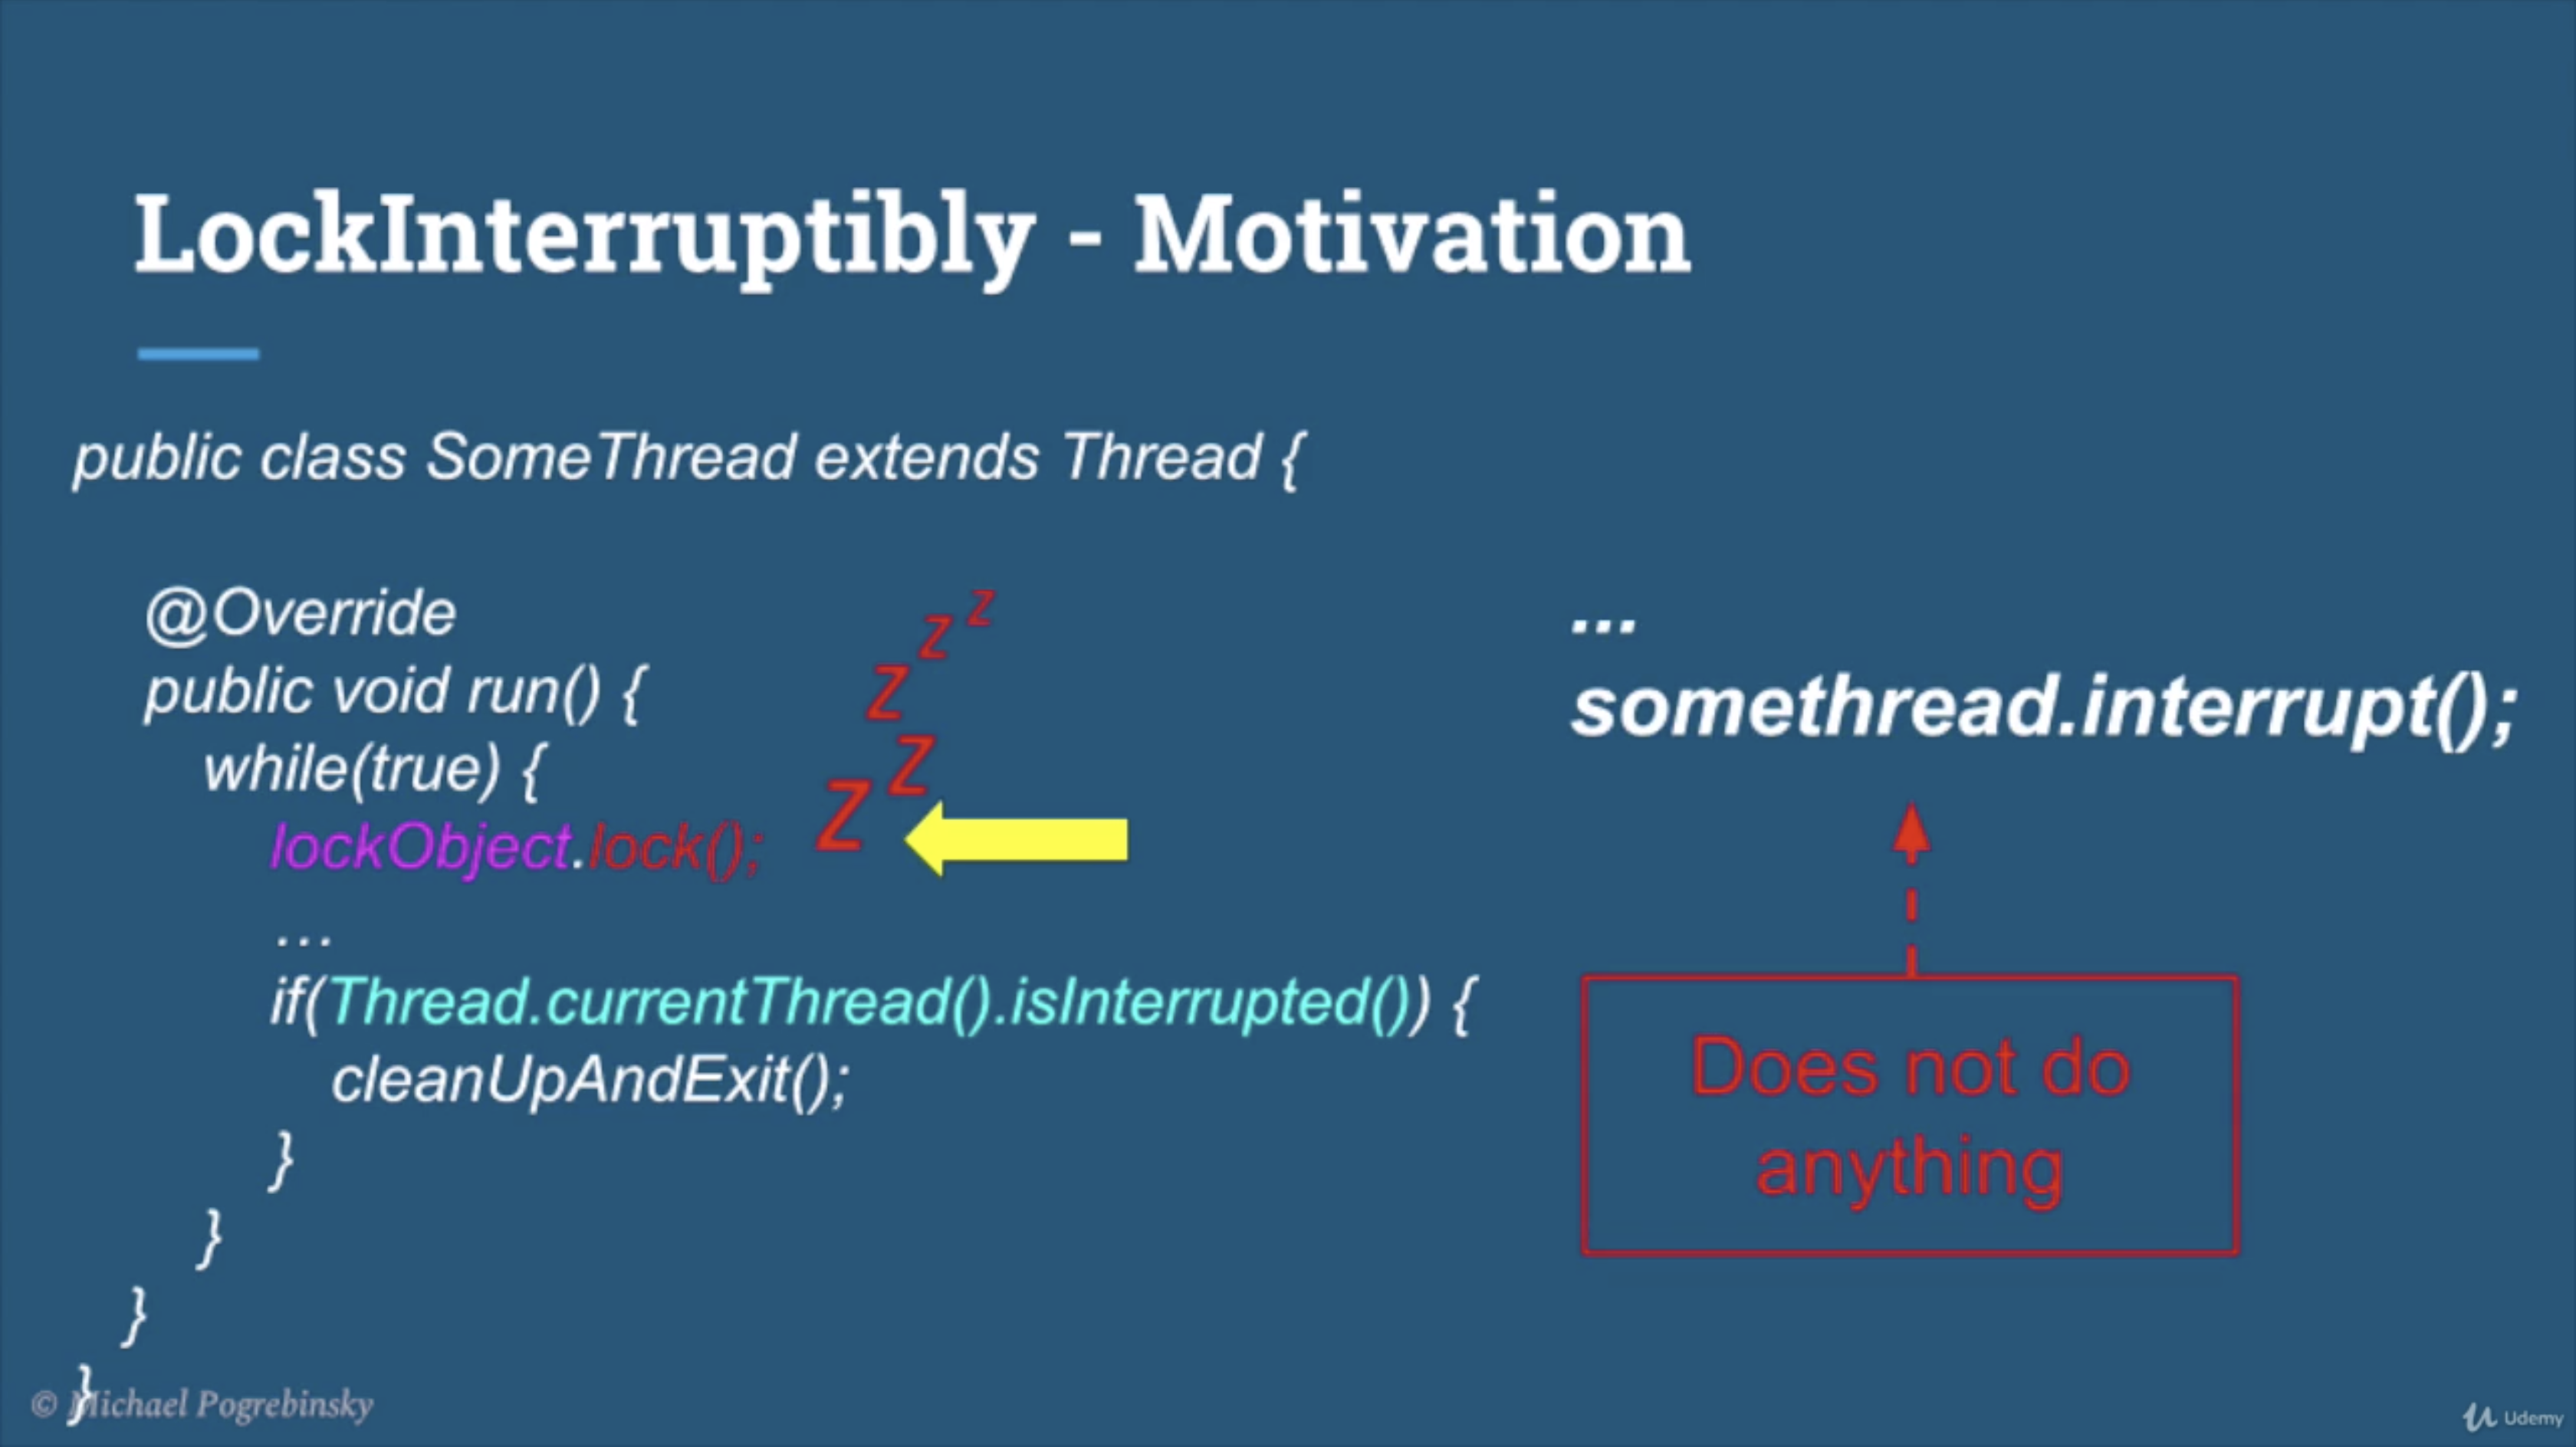 LockInterruptibly - Motivation
public class SomeThread extends Thread {
@Override
public void run() {
while(true) {
lockObject.lock();
...
if(Thread.currentThread().isInterrupted()) {
cleanUpAndExit();
}
}
}
}
z
z
z
z
z
...
somethread.interrupt();
Does not do
anything
© Michael Pogrebinsky
Udemy